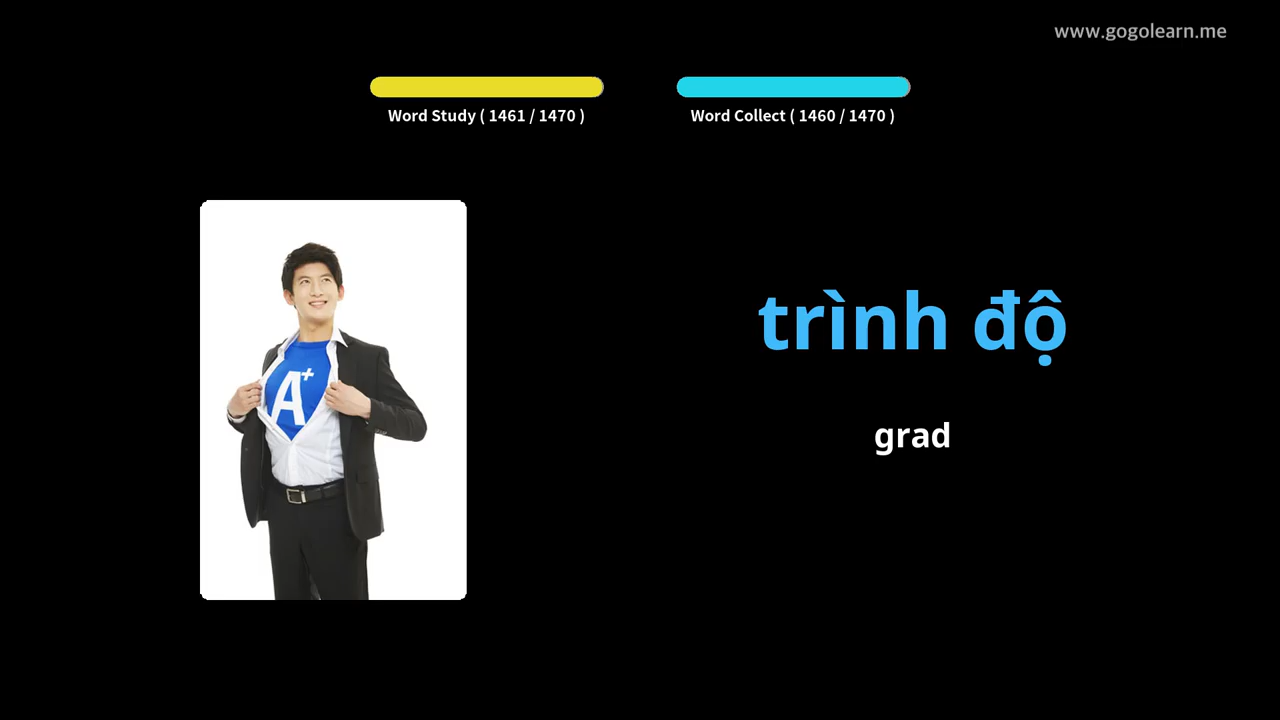 www.gogolearn.me
Word Study ( 1461 / 1470 )
Word Collect ( 1460 / 1470 )
A+
trình độ
grad